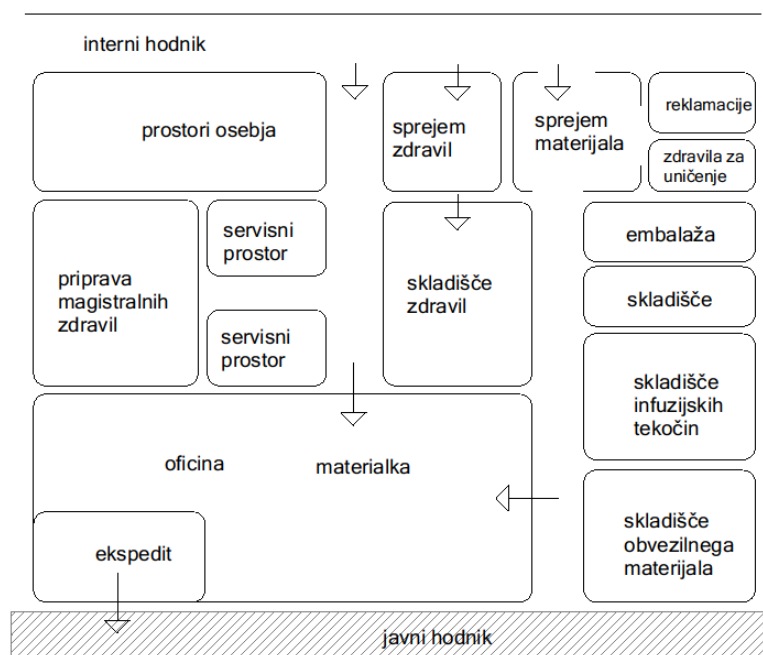 interni hodnik
prostori osebja
sprejem
zdravil
sprejem
materijala
reklamacije
zdravila za
uničenje
priprava
magistralnih
zdravil
servisni
prostor
servisni
prostor
skladišče
zdravil
embalaža
skladišče
skladišče
infuzijskih
tekočin
oficina
materialka
skladišče
obvezilnega
materijala
ekspedit
javni hodnik